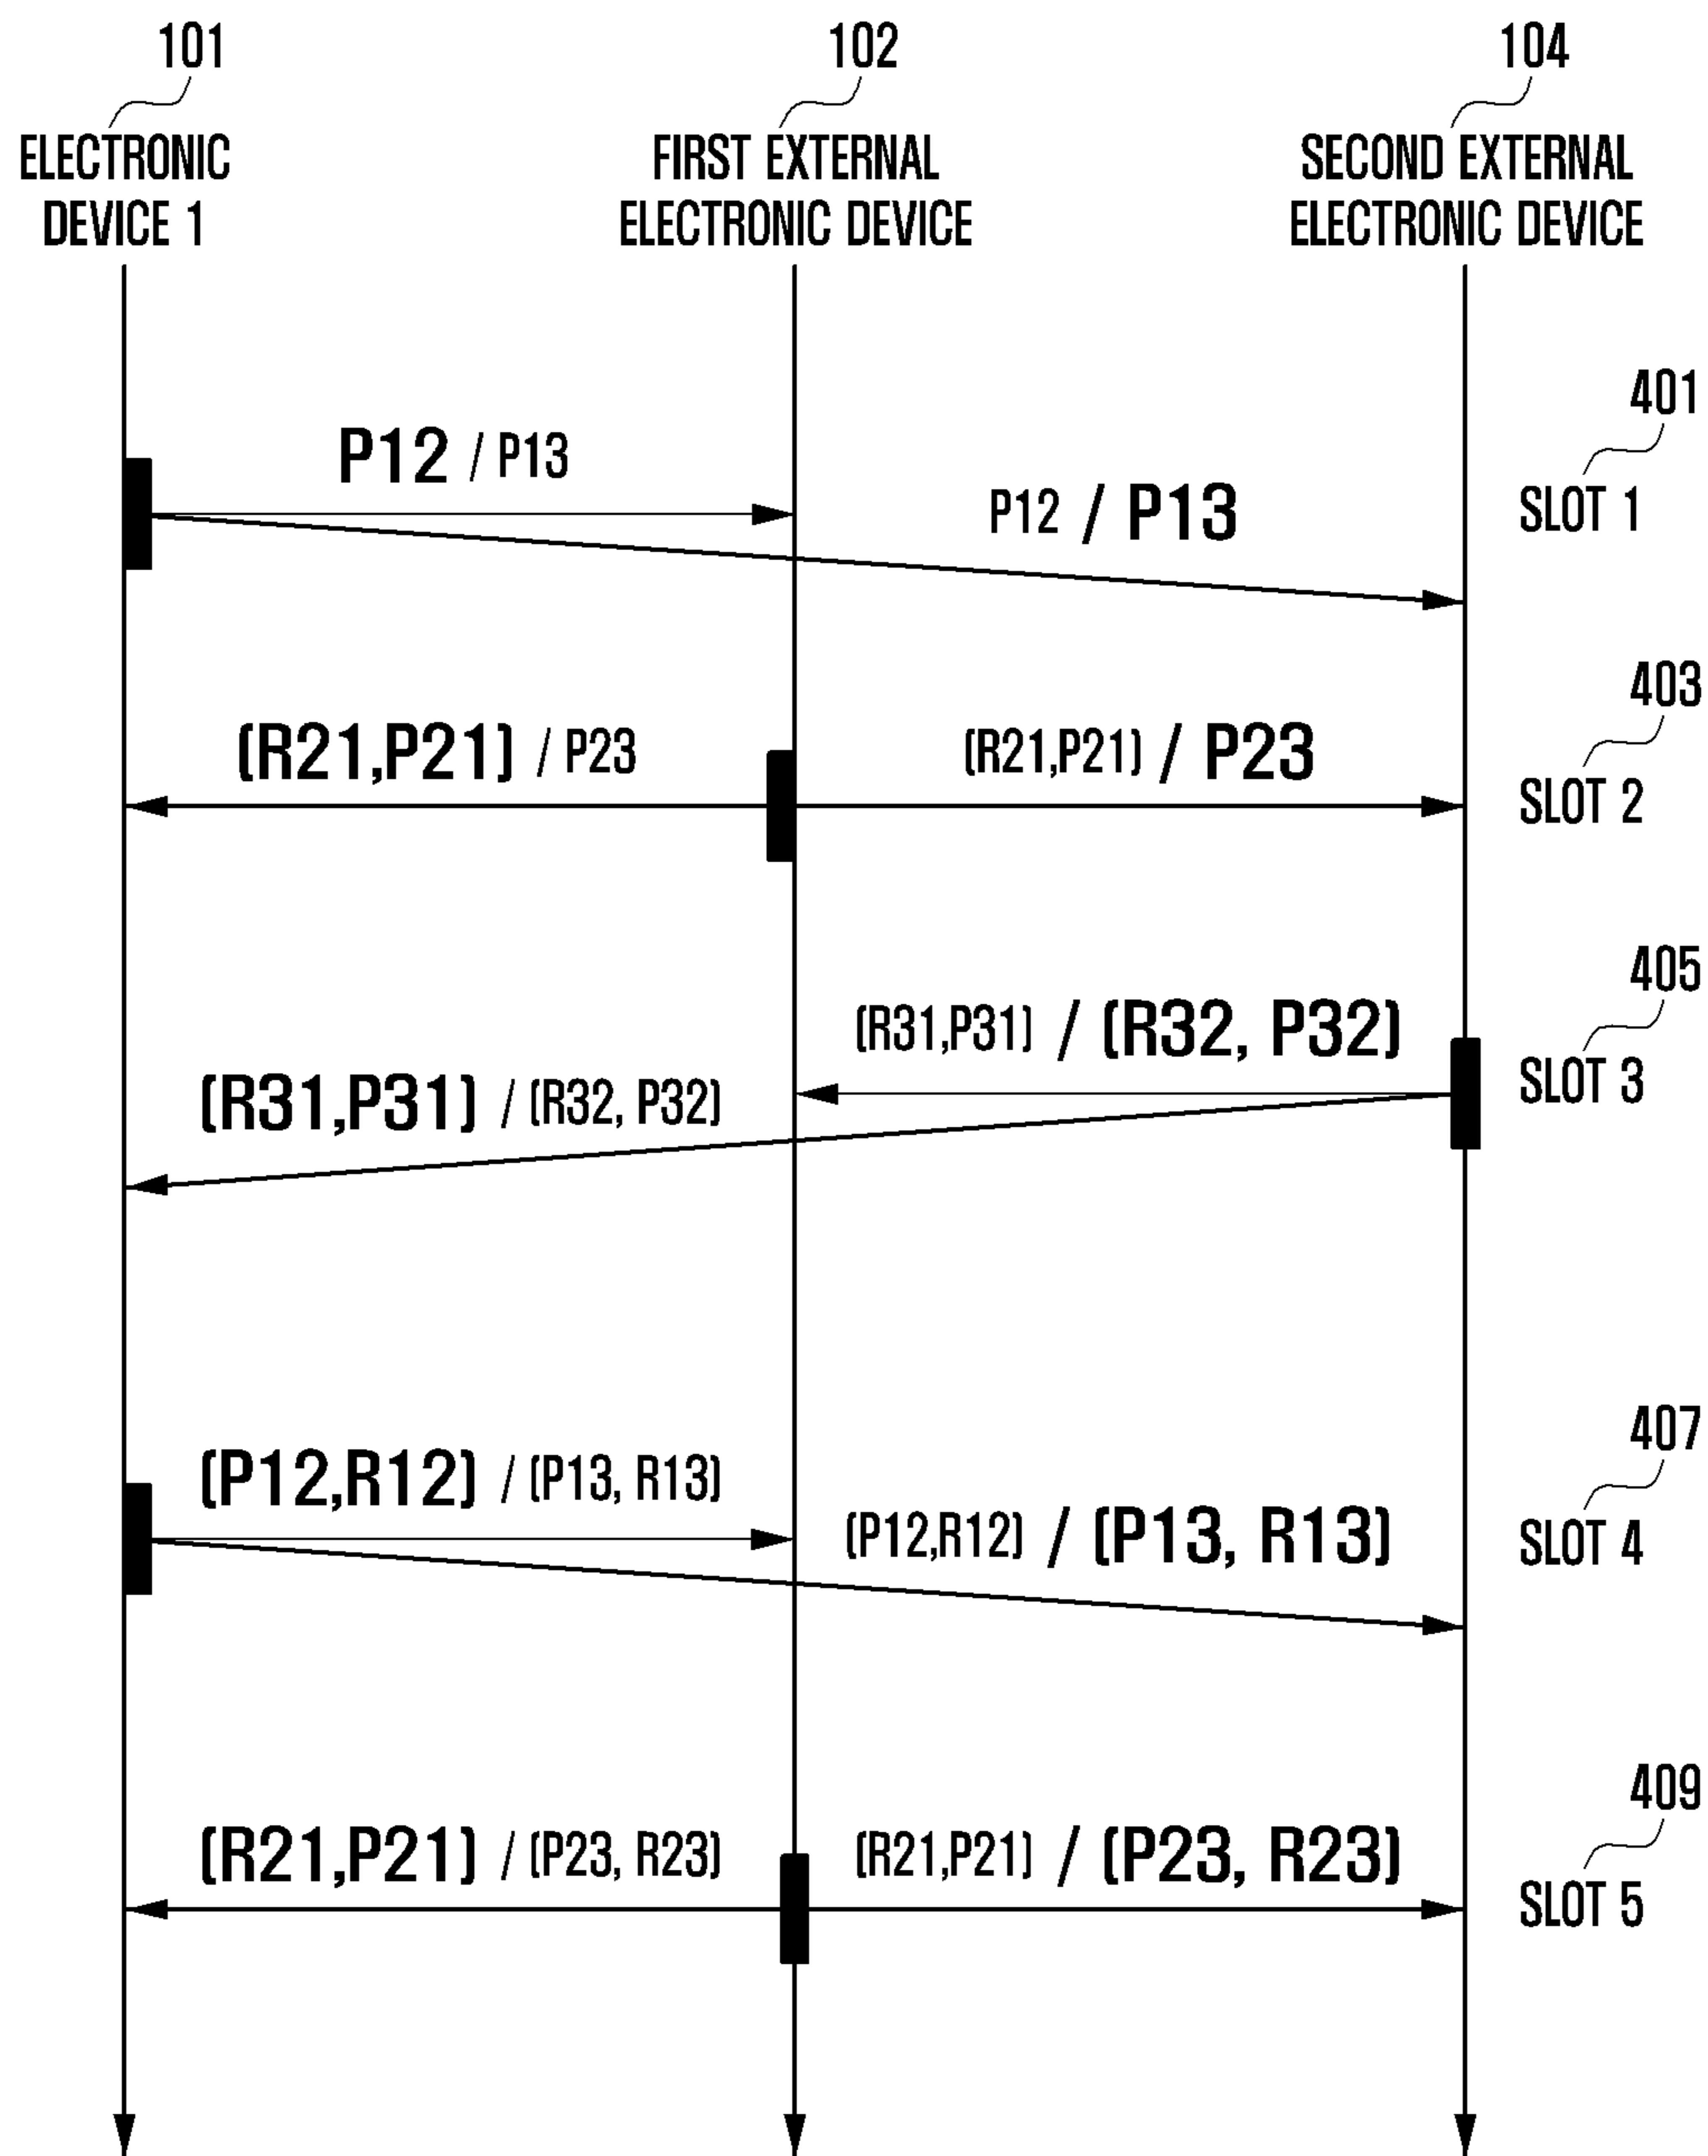 101
102
104
ELECTRONIC
DEVICE 1
FIRST EXTERNAL
ELECTRONIC DEVICE
SECOND EXTERNAL
ELECTRONIC DEVICE
401
P12 / P13
P12 / P13
SLOT 1
403
(R21,P21) / P23
(R21,P21) / P23
SLOT 2
405
(R31,P31) / (R32, P32)
SLOT 3
(R31,P31) / (R32, P32)
407
(P12,R12) / (P13, R13)
(P12,R12) / (P13, R13)
SLOT 4
409
(R21,P21) / (P23, R23)
(R21,P21) / (P23, R23)
SLOT 5